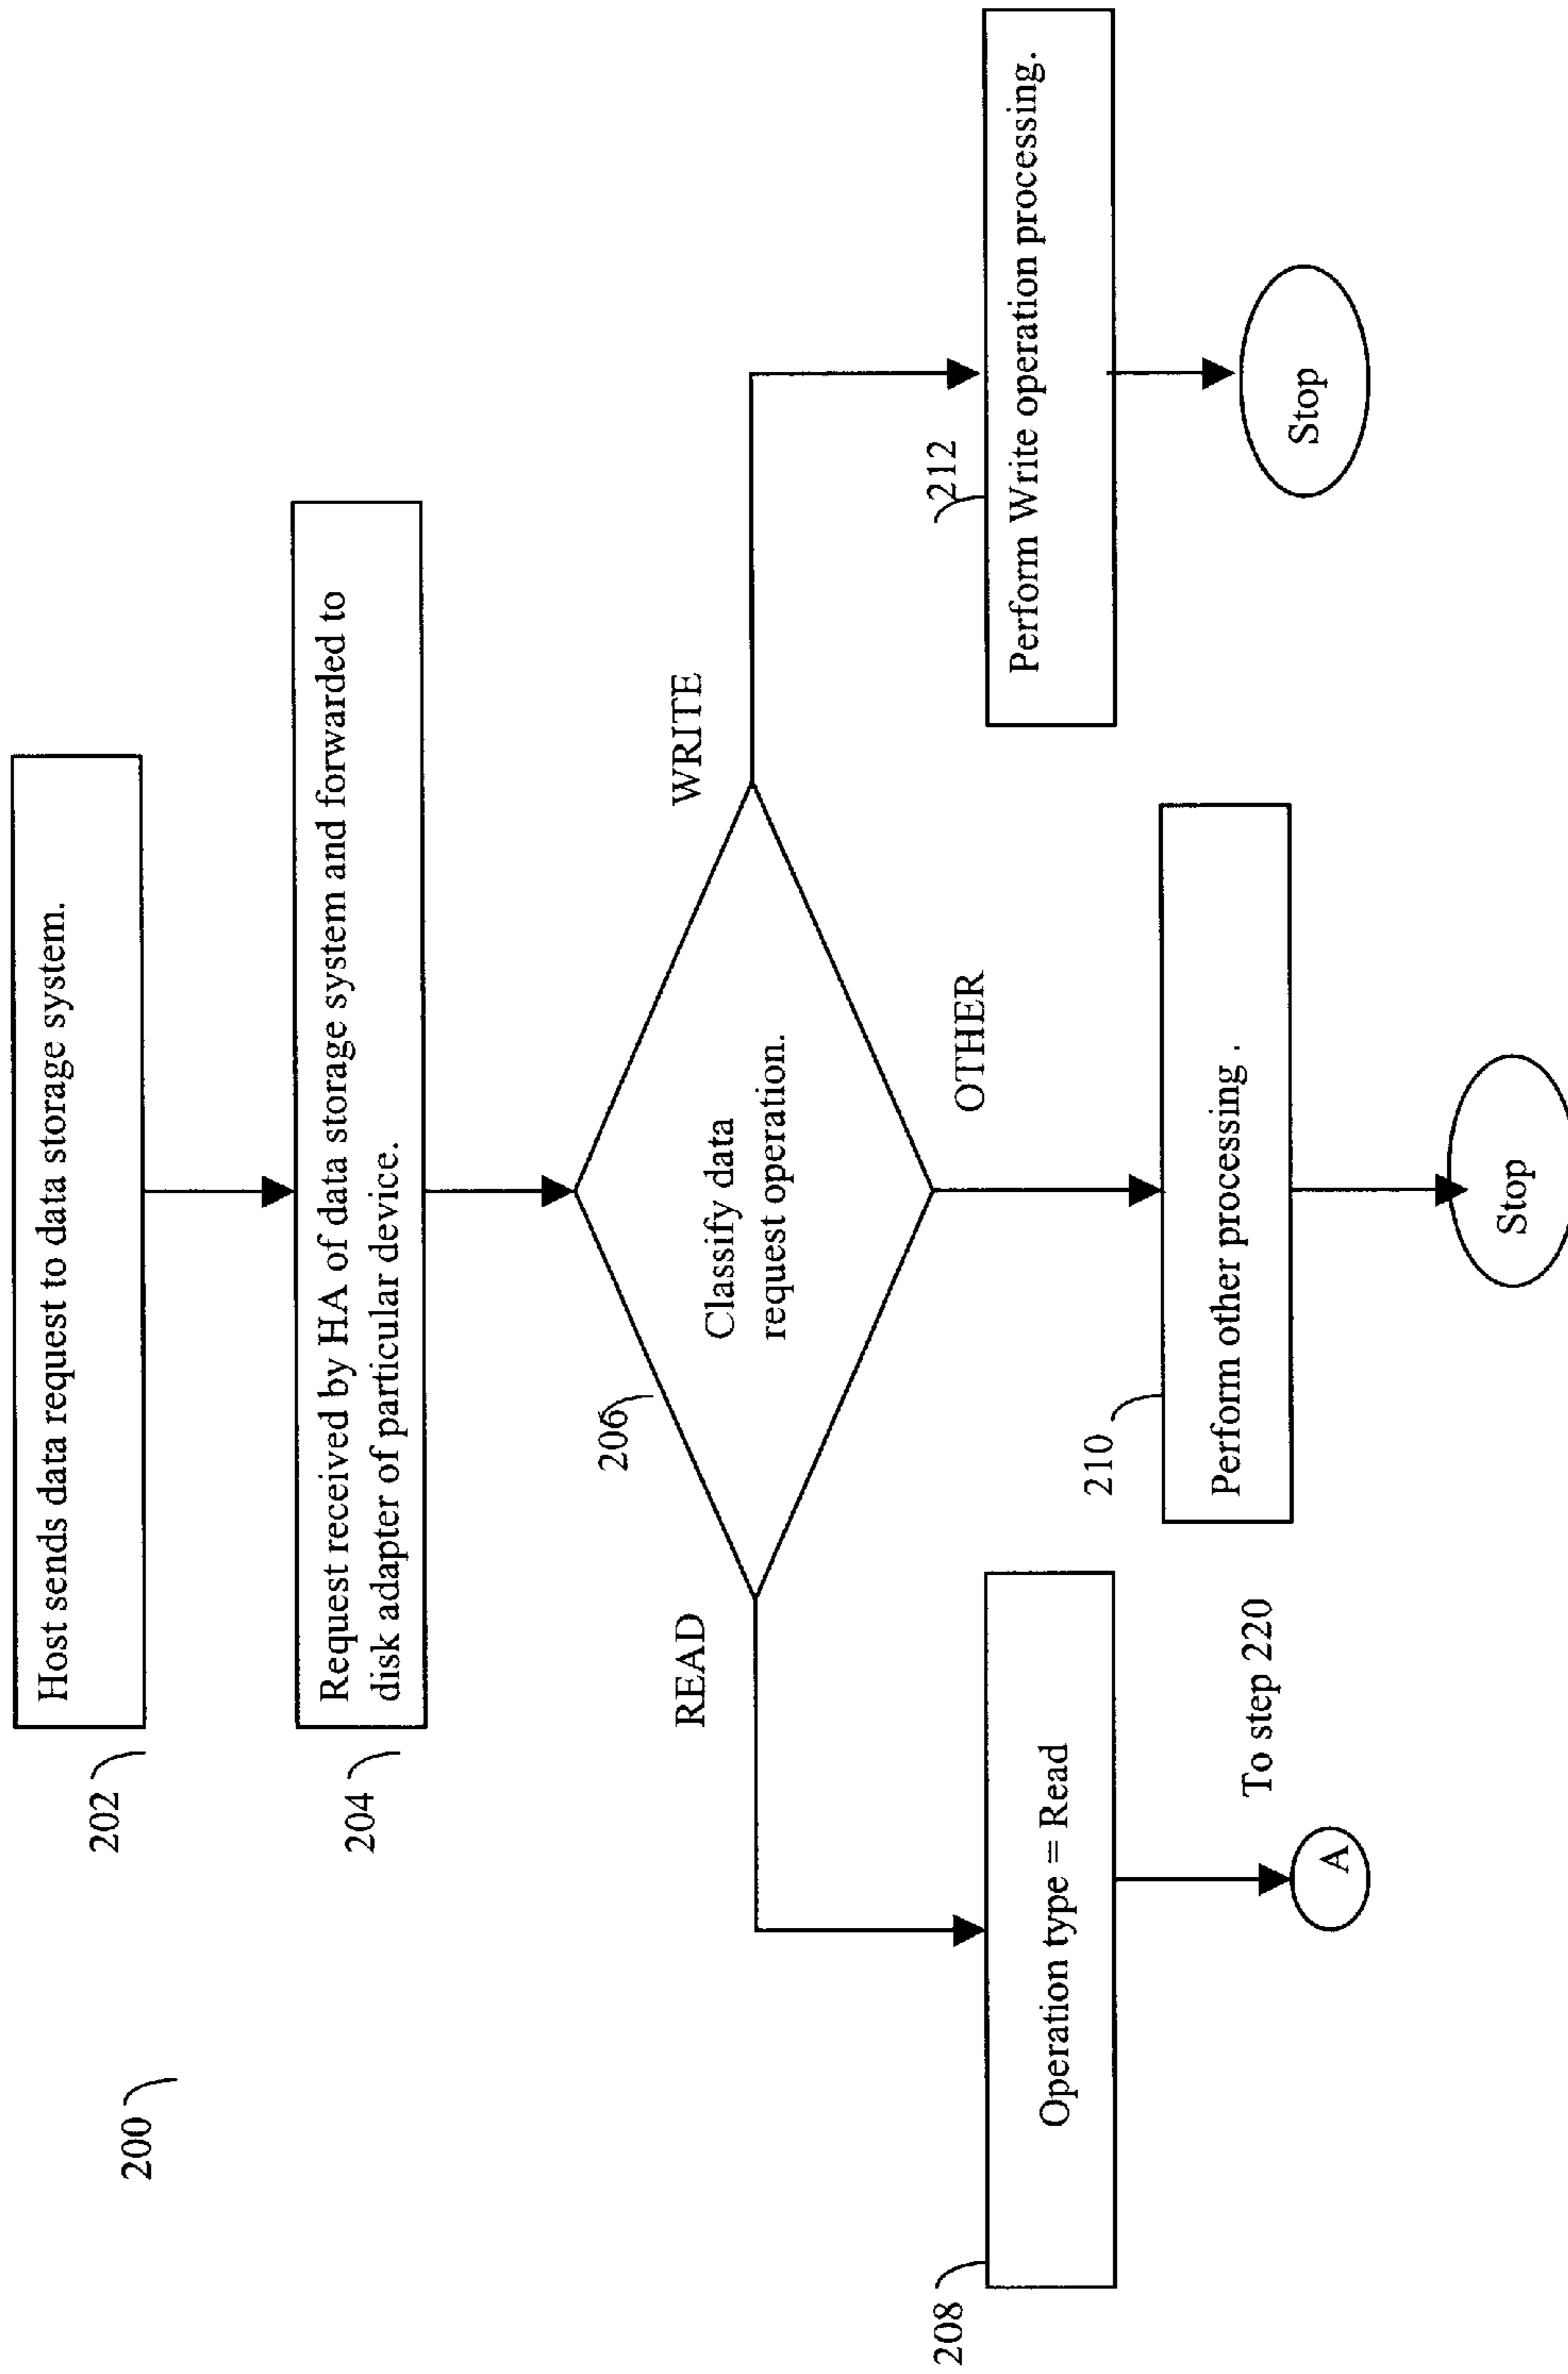 200
202
Host sends data request to data storage system.
204
Request received by HA of data storage system and forwarded to
disk adapter of particular device.
206
Classify data
request operation.
READ
WRITE
OTHER
208
Operation type = Read
To step 220
A
210
Perform other processing .
Stop
212
Perform Write operation processing.
Stop